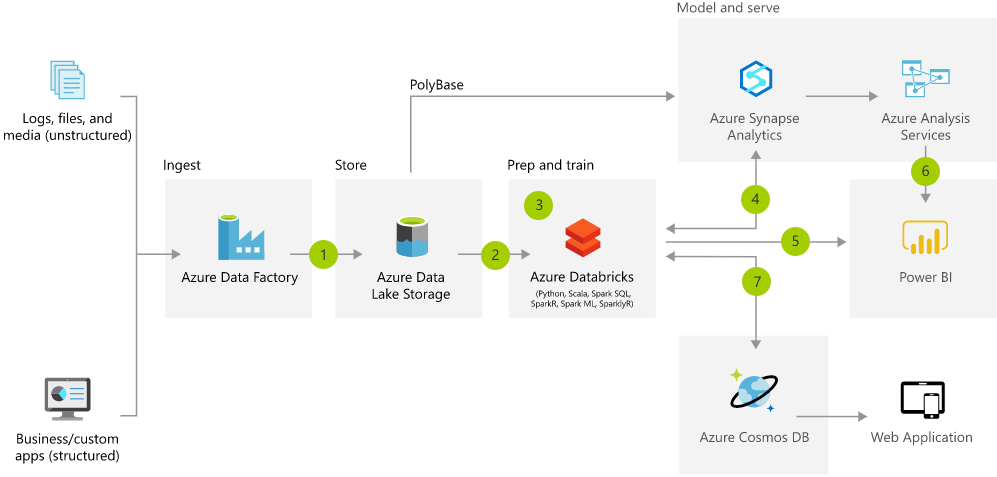 Model and serve
PolyBase
Logs, files, and
media (unstructured)
Azure Synapse
Analytics
Azure Analysis
Services
Ingest
Store
Prep and train
6
3
4
5
1
2
7
Azure Data Factory
Azure Data
Lake Storage
Azure Databricks
(Python, Scala, Spark SQL,
SparkR, Spark ML, SparklyR)
Power BI
Business/custom
apps (structured)
Azure Cosmos DB
Web Application